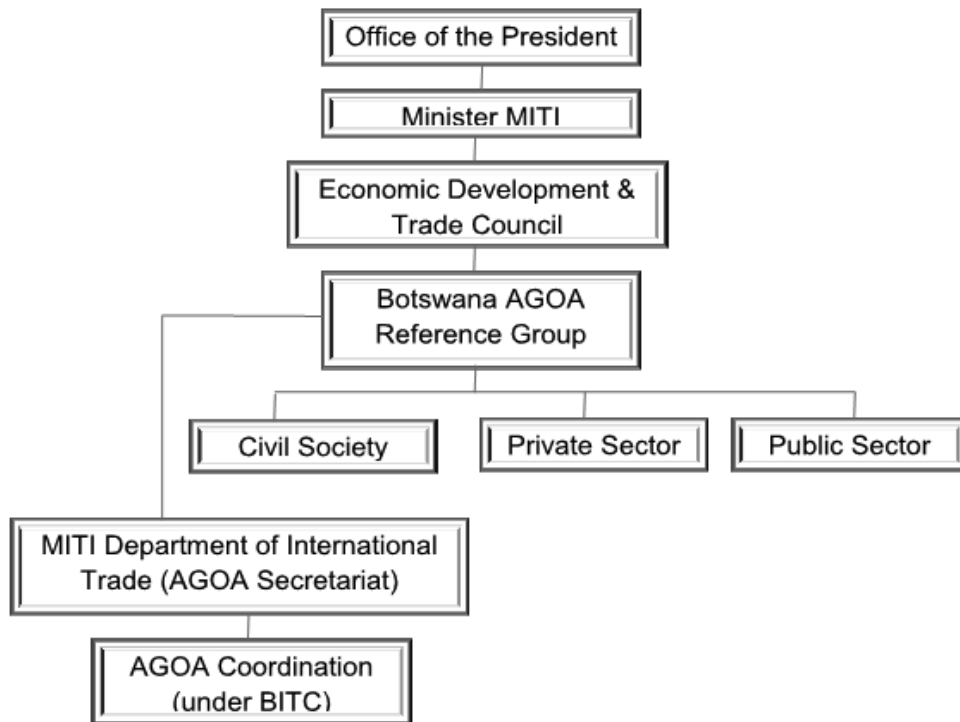 Office of the President
Minister MITI
Economic Development &
Trade Council
Botswana AGOA
Reference Group
Civil Society
Private Sector
Public Sector
MITI Department of International
Trade (AGOA Secretariat)
AGOA Coordination
(under BITC)